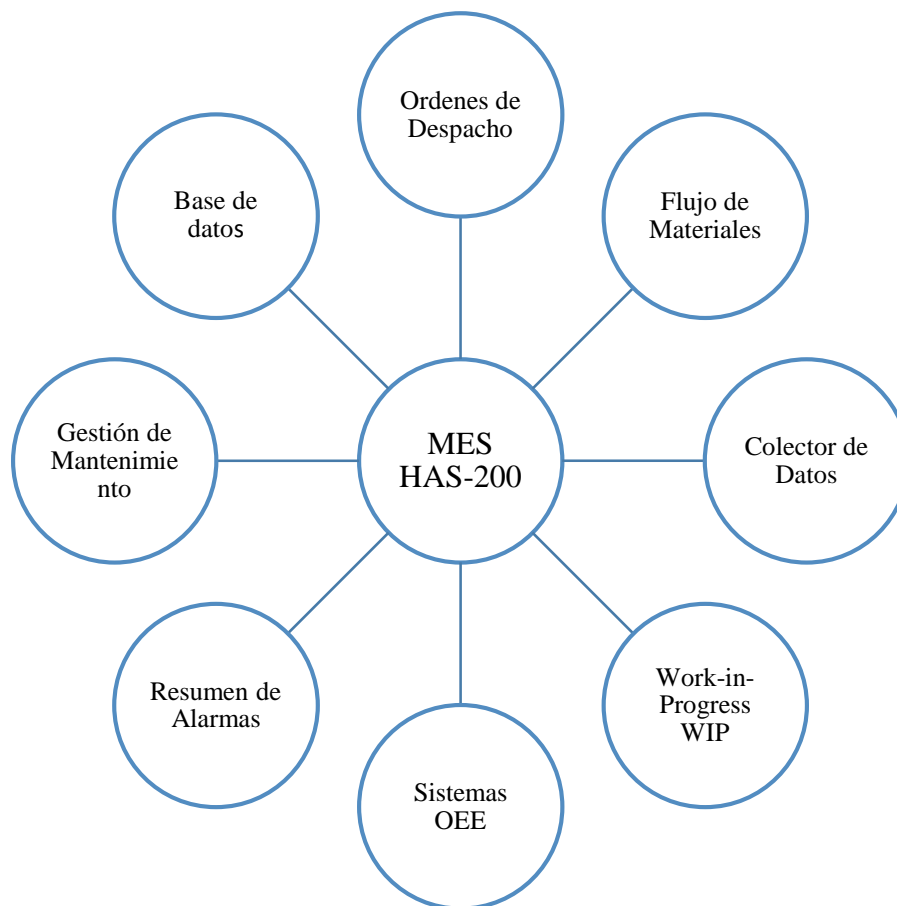 Ordenes de
Despacho
Base de
datos
Flujo de
Materiales
Gestión de
Mantenimie
nto
MES
HAS-200
Colector de
Datos
Resumen de
Alarmas
Work-in-
Progress
WIP
Sistemas
OEE